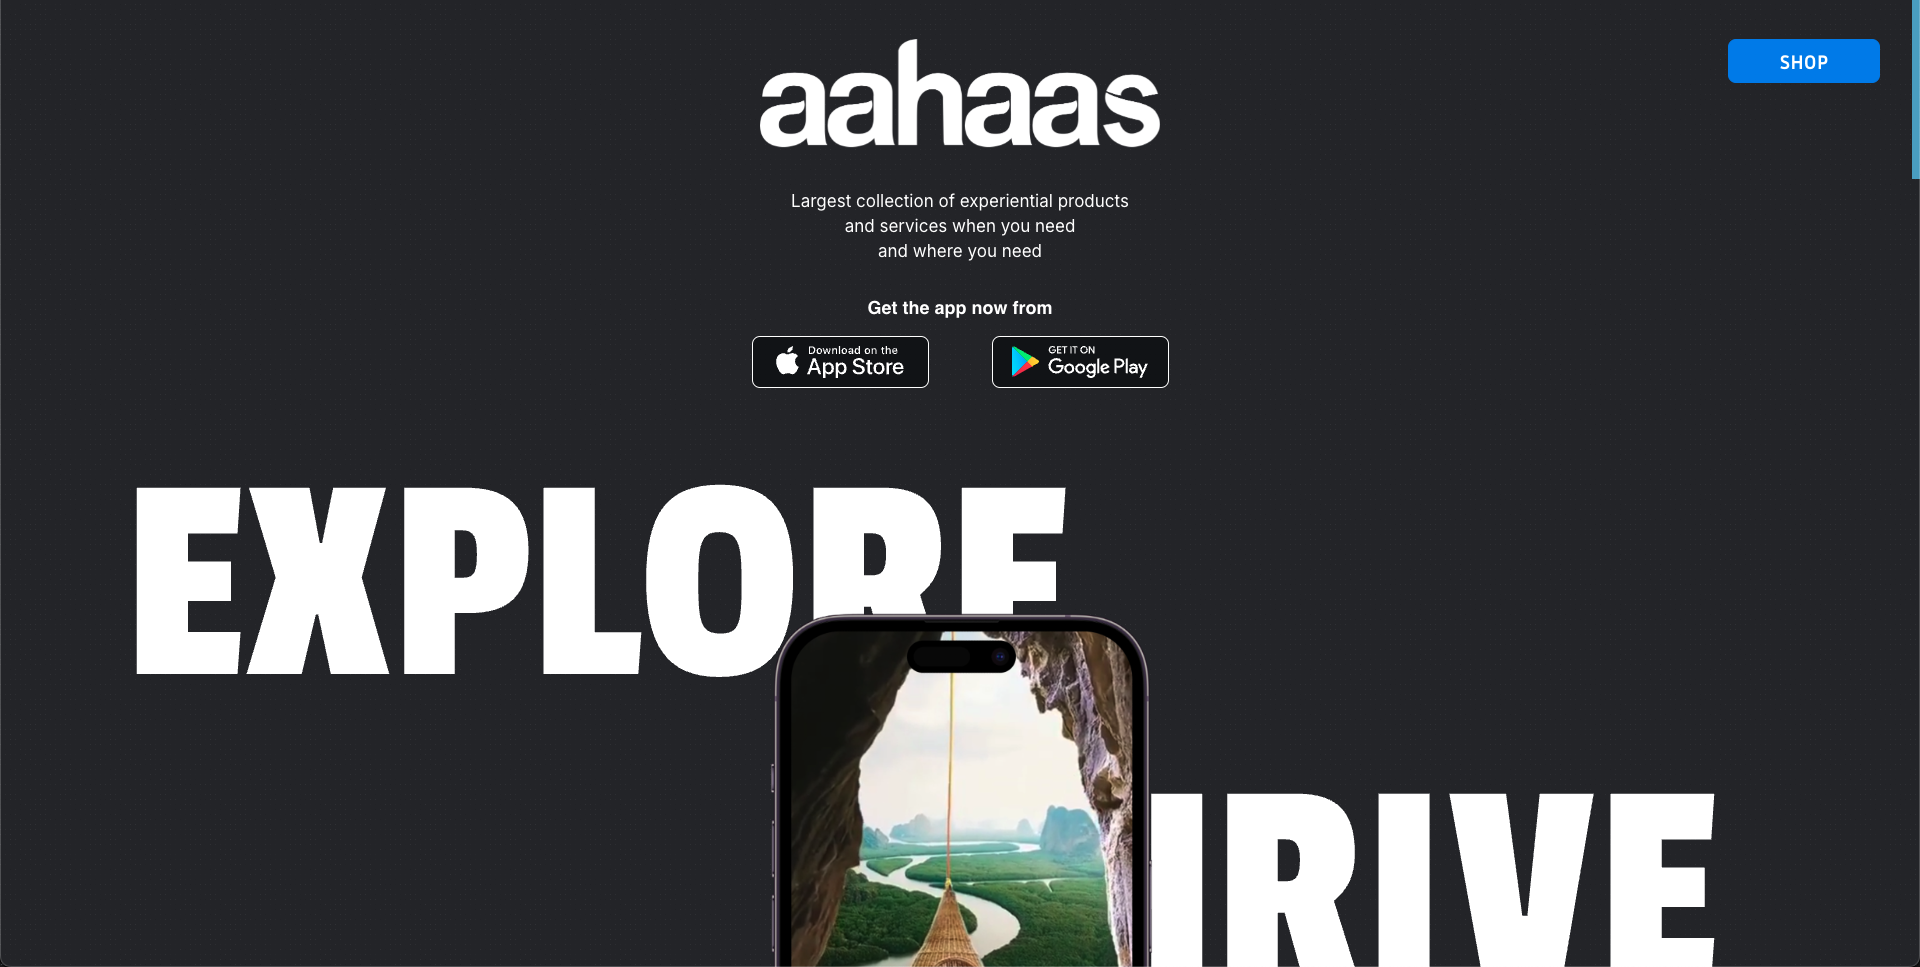 aahaas
SHOP
Largest collection of experiential products
and services when you need
and where you need
Get the app now from
Download on the
App Store
GET IT ON
Google Play
EXPLORE